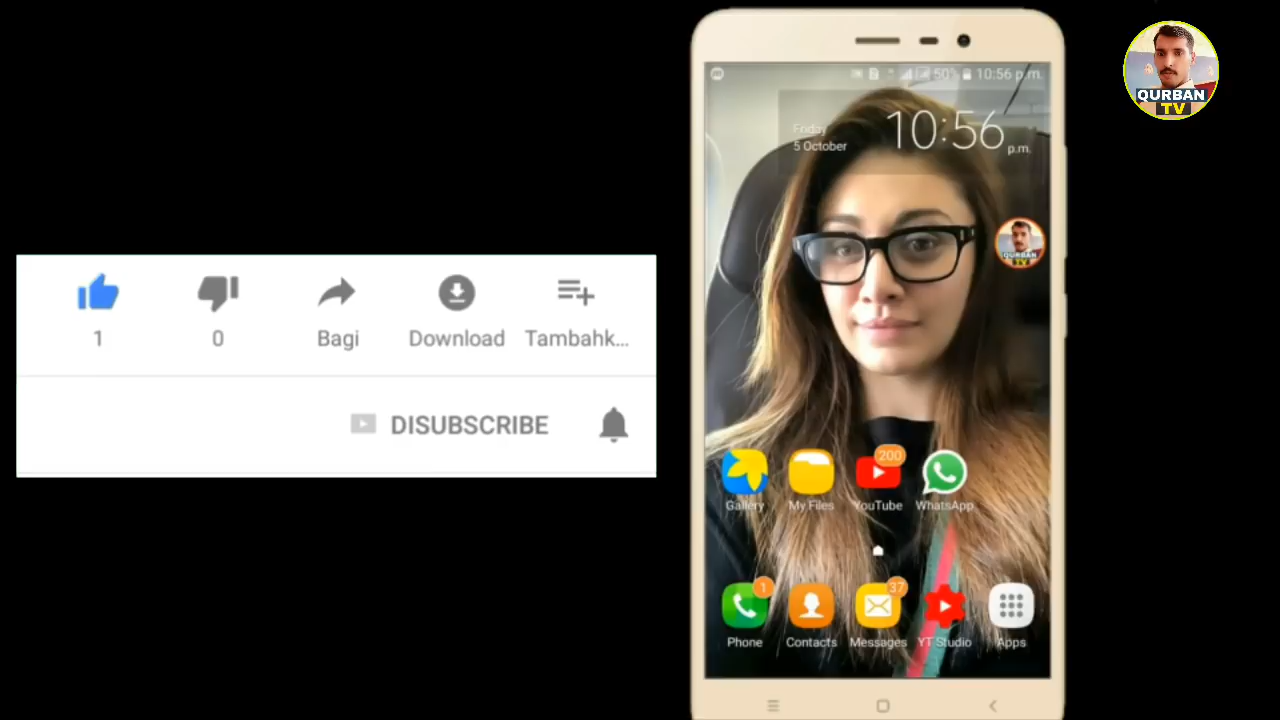 QURBAN
TV
50% 10:56 p.m.
Friday
5 October
10:56
p.m.
QURBAN
TV
1
0
Bagi
Download
Tambahk...
DISUBSCRIBE
200
Gallery
My Files
YouTube
WhatsApp
1
37
Phone
Contacts
Messages
YT Studio
Apps